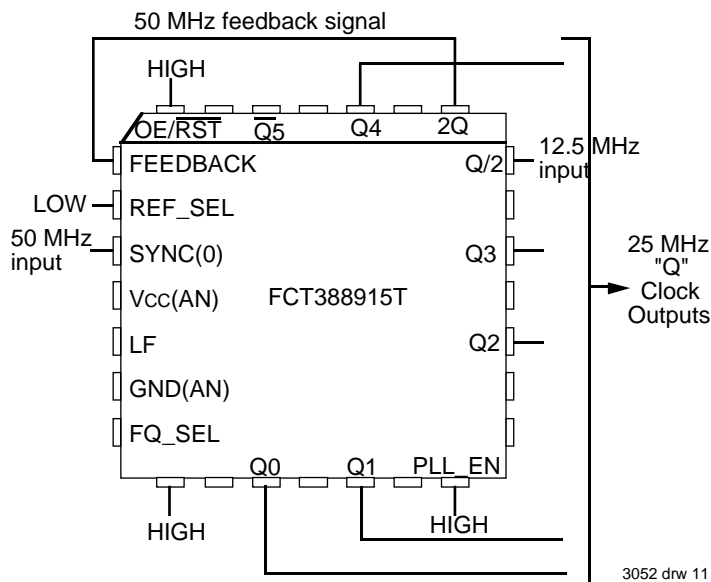 50 MHz feedback signal
HIGH
OE/RST Q5 Q4 2Q
FEEDBACK Q/2 12.5 MHz
input
LOW REF_SEL
50 MHz
input SYNC(0) Q3
25 MHz
"Q"
Clock
Outputs
VCC(AN) FCT388915T
LF Q2
GND(AN)
FQ_SEL
Q0 Q1 PLL_EN
HIGH HIGH
3052 drw 11